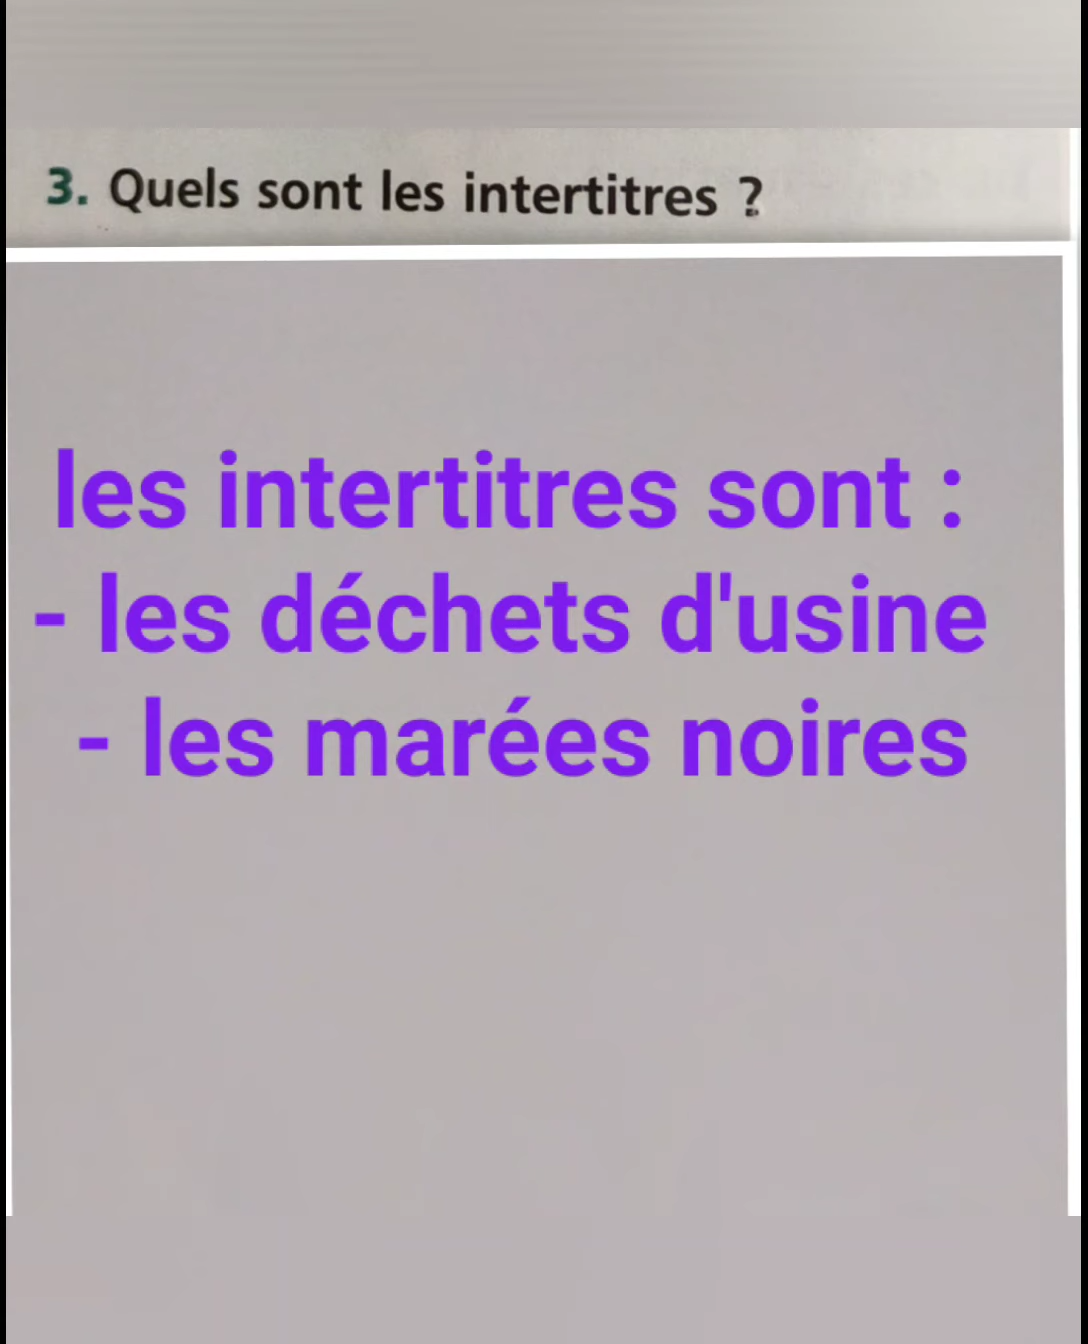 3. Quels sont les intertitres ?
les intertitres sont :
- les déchets d'usine
- les marées noires